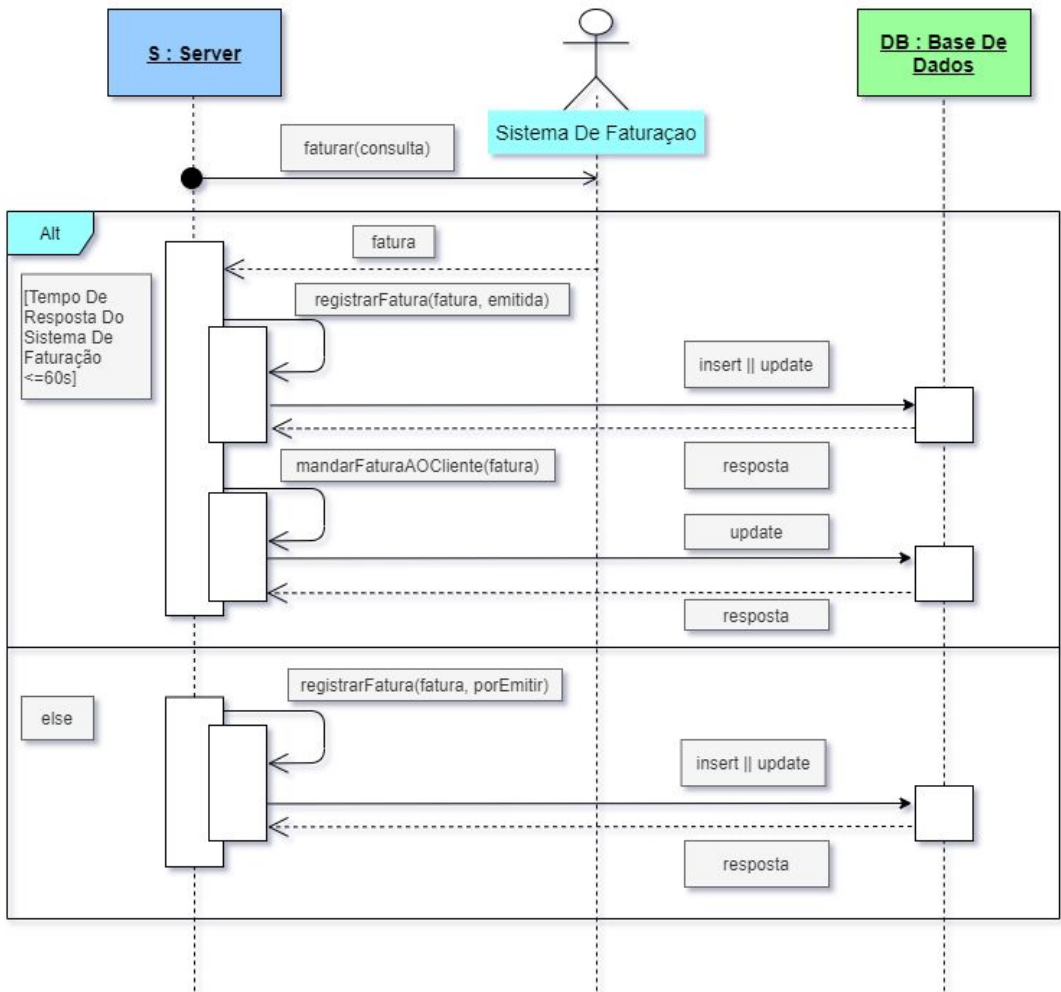 S : Server
DB : Base De
Dados
Sistema De Faturaçao
faturar(consulta)
Alt
fatura
[Tempo De
Resposta Do
Sistema De
Faturação
<=60s]
registrarFatura(fatura, emitida)
insert || update
resposta
mandarFaturaAOCliente(fatura)
update
resposta
else
registrarFatura(fatura, porEmitir)
insert || update
resposta